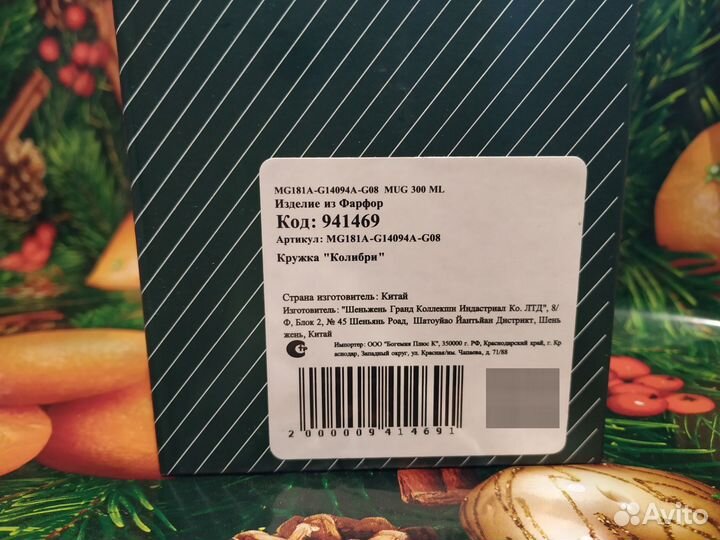 MG181A-G14094A-G08 MUG 300 ML
Изделие из Фарфор
Код: 941469
Артикул: MG181A-G14094A-G08
Кружка "Колибри"
Страна изготовитель: Китай
Изготовитель: "Шеньжень Гранд Коллекшн Индастриал Ко. ЛТД", 8/
Ф, Блок 2, № 45 Шеньянь Роад, Шатоуйао Йантьйан Дистрикт, Шень
жень, Китай
Импортер: ООО "Богемия Плюс К", 350000 г. РФ, Краснодарский край, г. Кр
аснодар, Западный округ, ул. Красная/им. Чапаева, д. 71/88
2000009414691
Avito